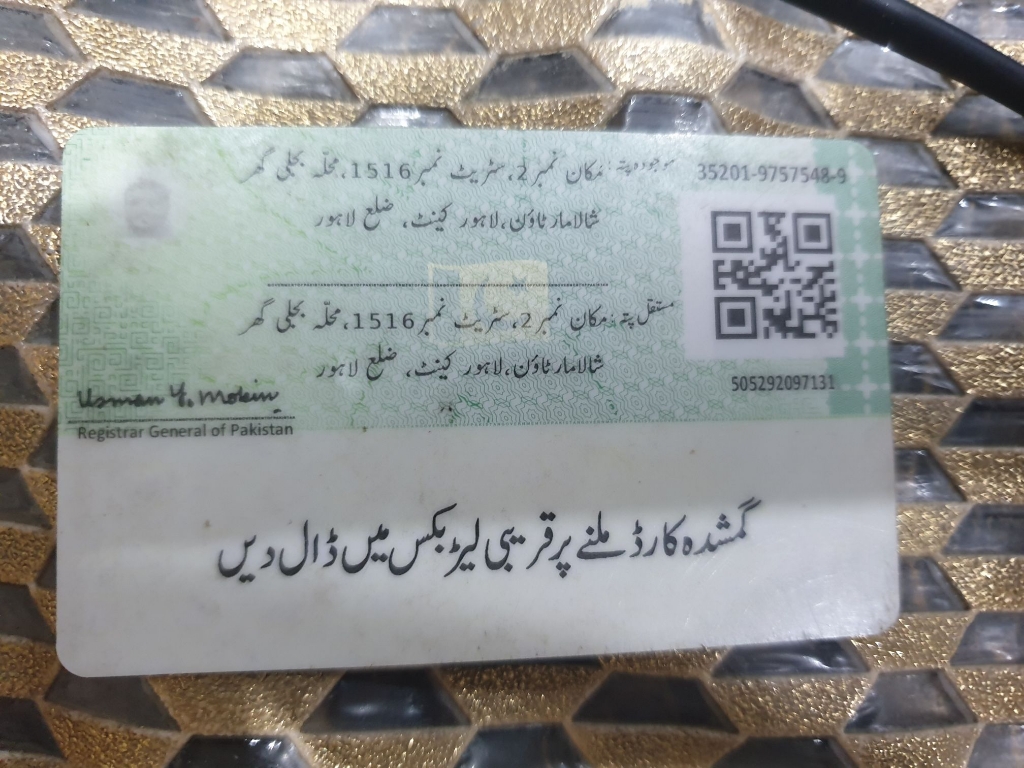 موجودہ پتہ: مکان نمبر 2، سٹریٹ نمبر 1516، محلہ بجلی گھر
شالامار ٹاؤن، لاہور کینٹ، ضلع لاہور
35201-9757548-9
مستقل پتہ: مکان نمبر 2، سٹریٹ نمبر 1516، محلہ بجلی گھر
شالامار ٹاؤن، لاہور کینٹ، ضلع لاہور
505292097131
Usman Y. Mobin
Registrar General of Pakistan
گمشدہ کارڈ ملنے پر قریبی لیٹر بکس میں ڈال دیں